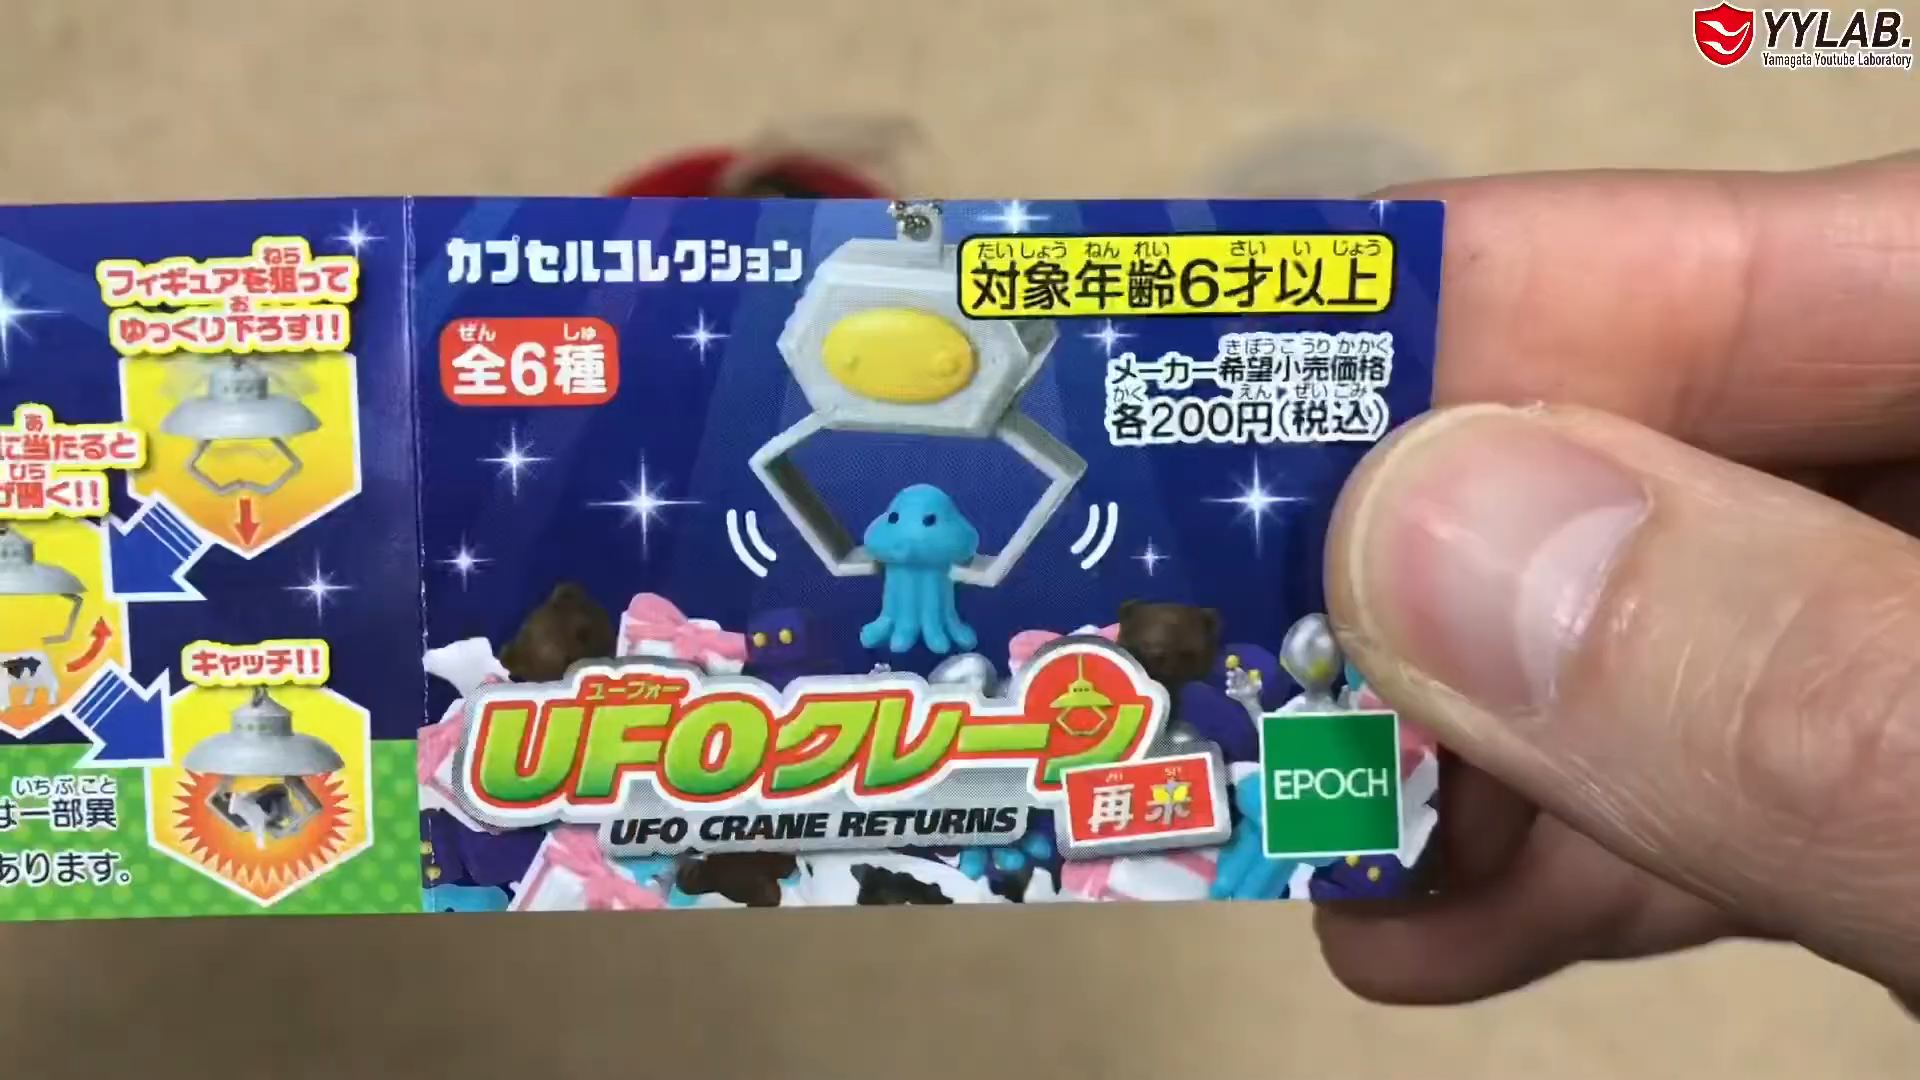 YYLAB.
Yamagata Youtube Laboratory
ねら
フィギュアを狙って
お
ゆっくり下ろす!!
あ
に当たると
ひら
が開く!!
キャッチ!!
いちぶこと
は一部異
あります。
カプセルコレクション
ぜん しゅ
全6種
たいしょう ねん れい さい い じょう
対象年齢6才以上
きぼうこうりかかく
メーカー希望小売価格
かく えん ぜいこみ
各200円(税込)
ユーフォー
UFOクレーン
再来
UFO CRANE RETURNS
EPOCH